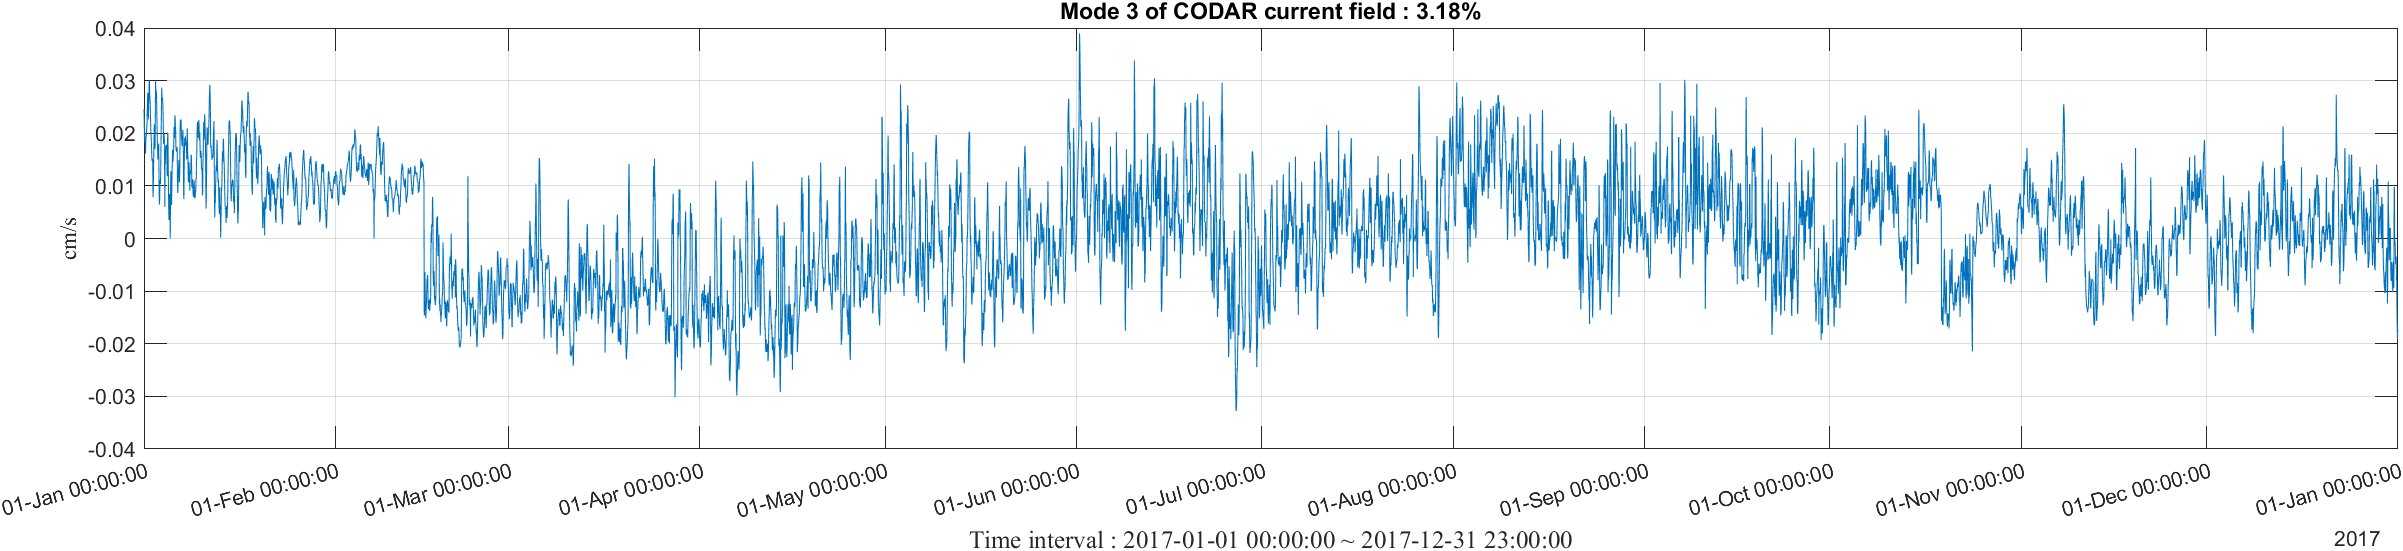 Mode 3 of CODAR current field : 3.18%
0.04
0.03
0.02
0.01
0
-0.01
-0.02
-0.03
-0.04
cm/s
01-Jan 00:00:00
01-Feb 00:00:00
01-Mar 00:00:00
01-Apr 00:00:00
01-May 00:00:00
01-Jun 00:00:00
01-Jul 00:00:00
01-Aug 00:00:00
01-Sep 00:00:00
01-Oct 00:00:00
01-Nov 00:00:00
01-Dec 00:00:00
01-Jan 00:00:00
Time interval : 2017-01-01 00:00:00 ~ 2017-12-31 23:00:00
2017